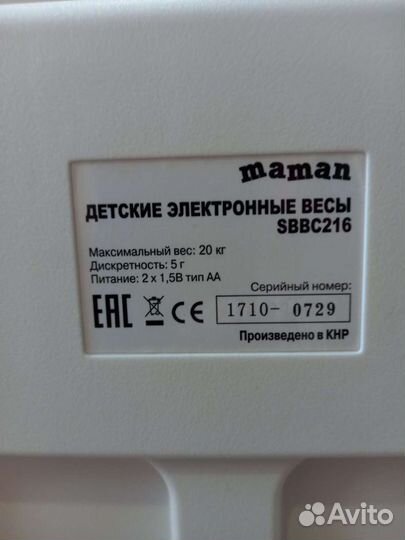 maman
ДЕТСКИЕ ЭЛЕКТРОННЫЕ ВЕСЫ
SBBC216
Максимальный вес: 20 кг
Дискретность: 5 г
Питание: 2 x 1,5В тип AA
Серийный номер:
EAC CE 1710- 0729
Произведено в КНР
Avito